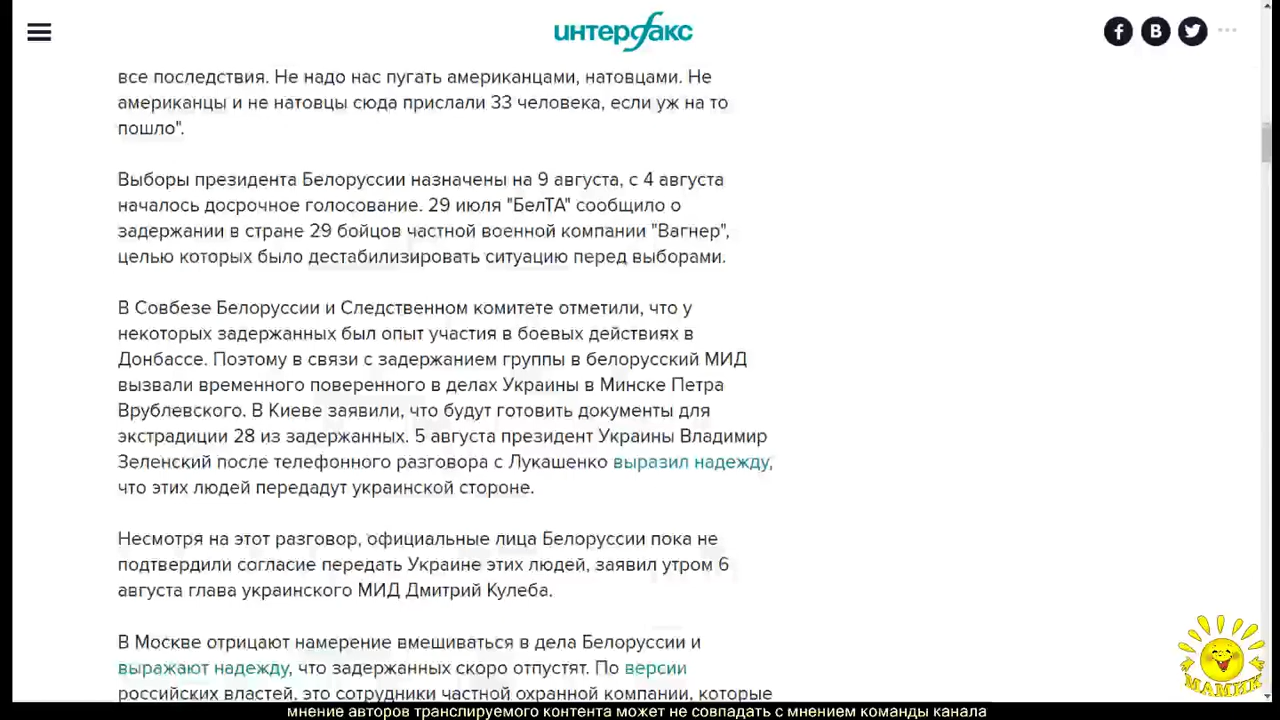 интерфакс
все последствия. Не надо нас пугать американцами, натовцами. Не
американцы и не натовцы сюда прислали 33 человека, если уж на то
пошло".
Выборы президента Белоруссии назначены на 9 августа, с 4 августа
началось досрочное голосование. 29 июля "БелТА" сообщило о
задержании в стране 29 бойцов частной военной компании "Вагнер",
целью которых было дестабилизировать ситуацию перед выборами.
В Совбезе Белоруссии и Следственном комитете отметили, что у
некоторых задержанных был опыт участия в боевых действиях в
Донбассе. Поэтому в связи с задержанием группы в белорусский МИД
вызвали временного поверенного в делах Украины в Минске Петра
Врублевского. В Киеве заявили, что будут готовить документы для
экстрадиции 28 из задержанных. 5 августа президент Украины Владимир
Зеленский после телефонного разговора с Лукашенко выразил надежду,
что этих людей передадут украинской стороне.
Несмотря на этот разговор, официальные лица Белоруссии пока не
подтвердили согласие передать Украине этих людей, заявил утром 6
августа глава украинского МИД Дмитрий Кулеба.
В Москве отрицают намерение вмешиваться в дела Белоруссии и
выражают надежду, что задержанных скоро отпустят. По версии
российских властей, это сотрудники частной охранной компании, которые
МАМИК
мнение авторов транслируемого контента может не совпадать с мнением команды канала